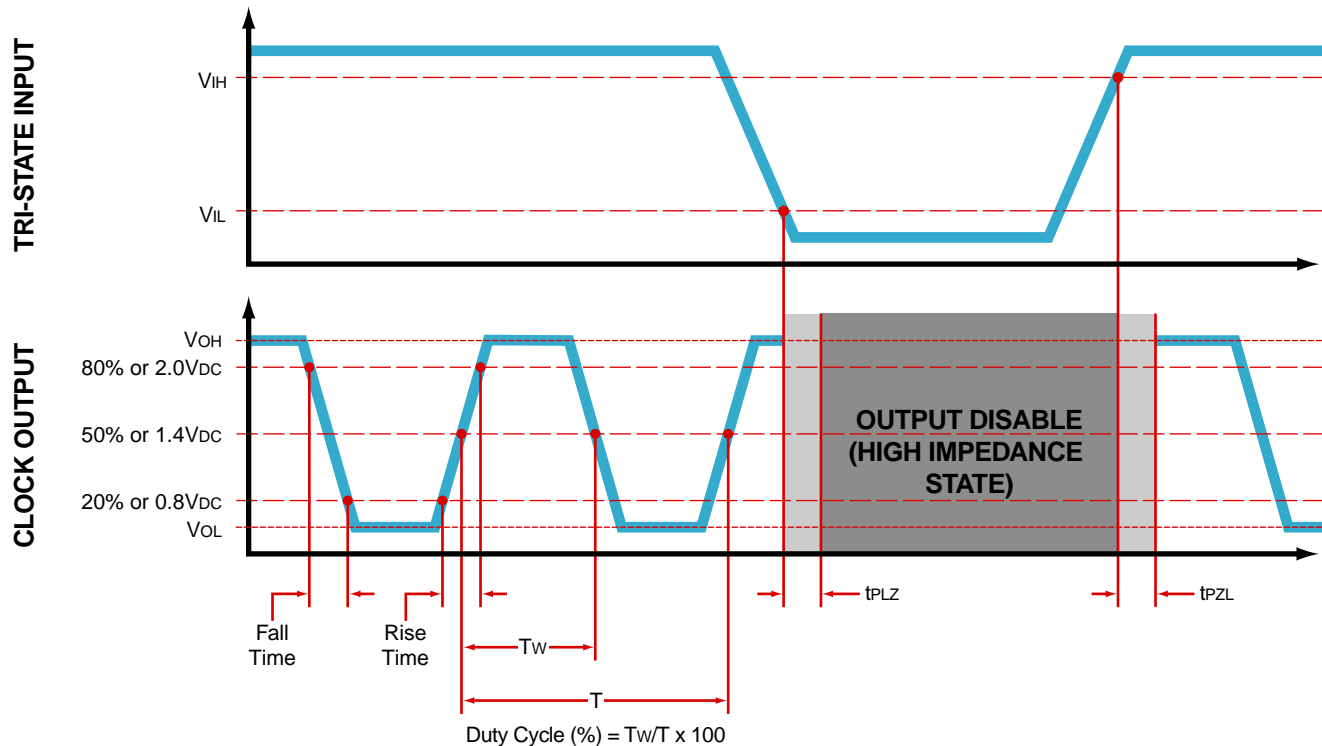 TRI-STATE INPUT
VIH
VIL
CLOCK OUTPUT
VOH
80% or 2.0VDC
50% or 1.4VDC
20% or 0.8VDC
VOL
OUTPUT DISABLE
(HIGH IMPEDANCE
STATE)
tPLZ
tPZL
Fall
Time
Rise
Time
TW
T
Duty Cycle (%) = TW/T x 100